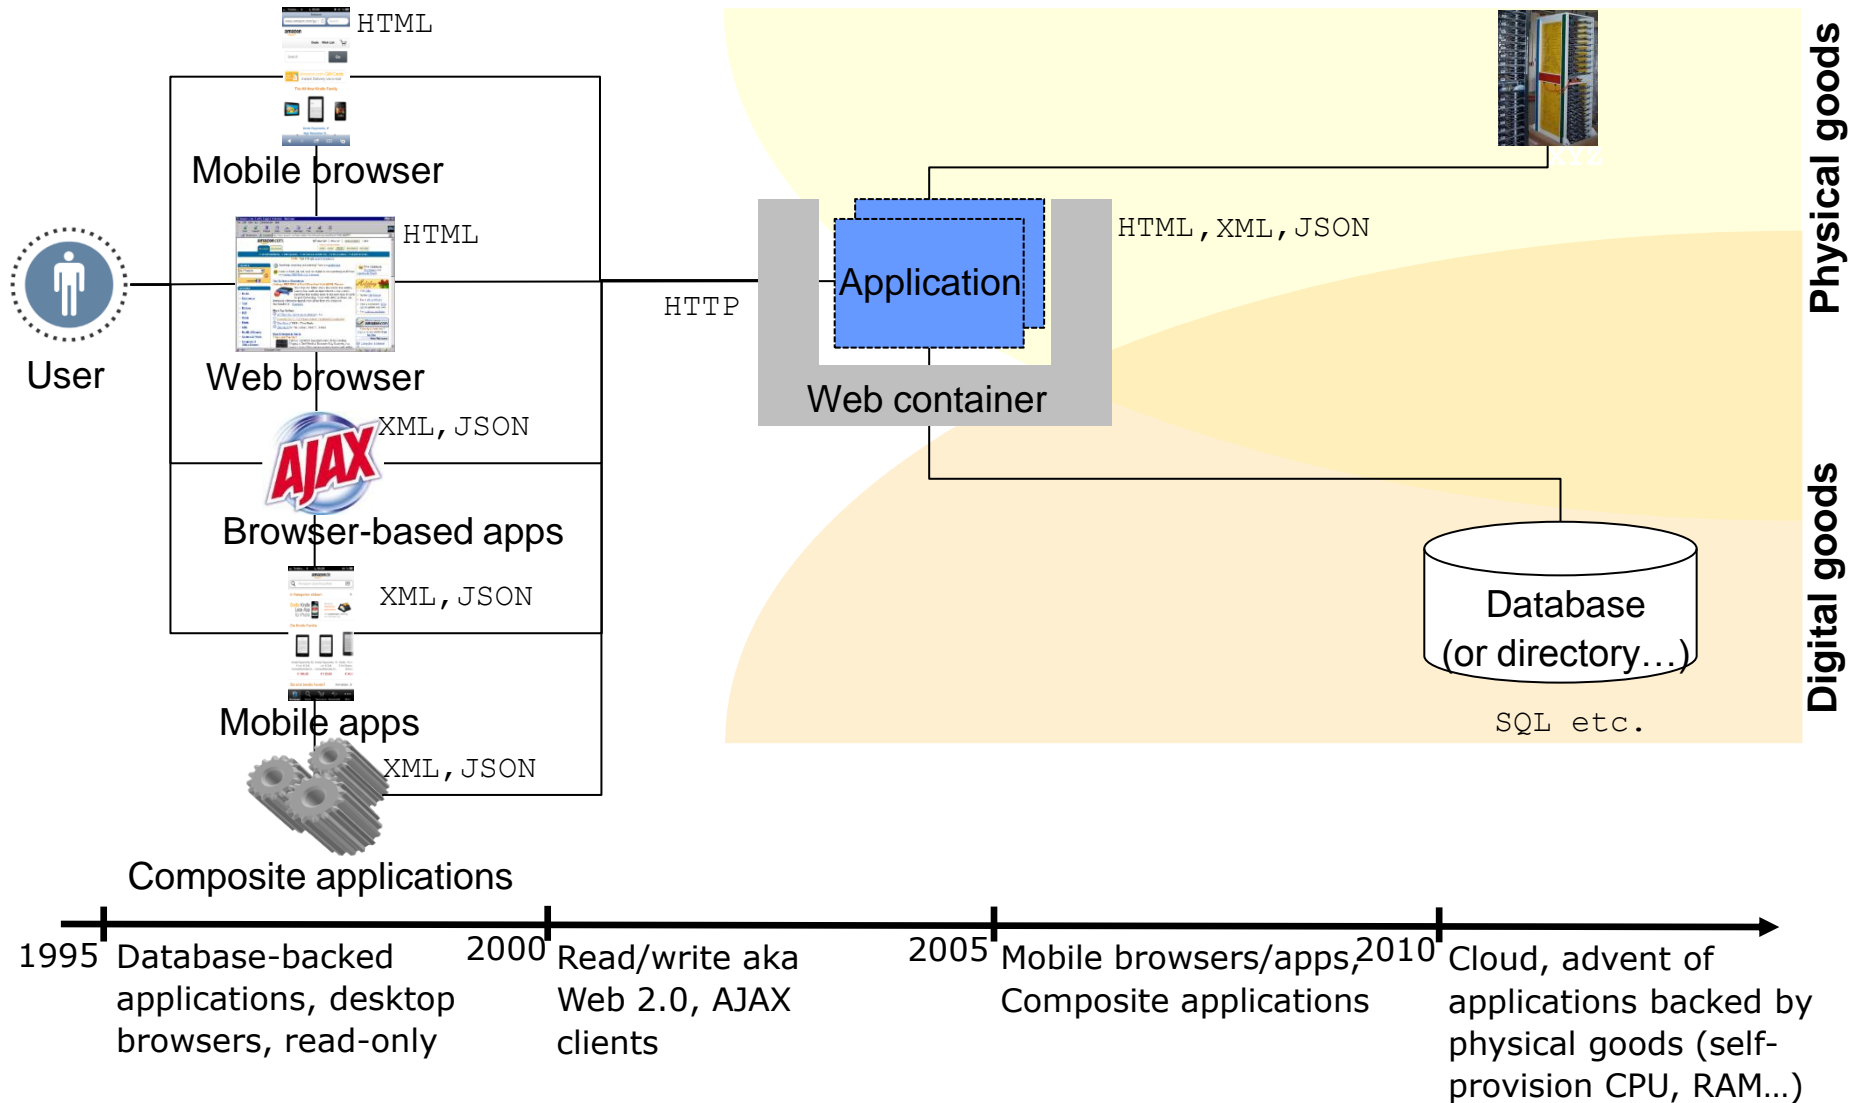 HTML
Mobile browser
HTML
User
Web browser
XML,JSON
AJAX
Browser-based apps
XML,JSON
Mobile apps
XML,JSON
Composite applications
HTTP
Application
Web container
HTML,XML,JSON
XYZ
Physical goods
Digital goods
Database
(or directory…)
SQL etc.
1995
Database-backed
applications, desktop
browsers, read-only
2000
Read/write aka
Web 2.0, AJAX
clients
2005
Mobile browsers/apps,
Composite applications
2010
Cloud, advent of
applications backed by
physical goods (self-
provision CPU, RAM…)